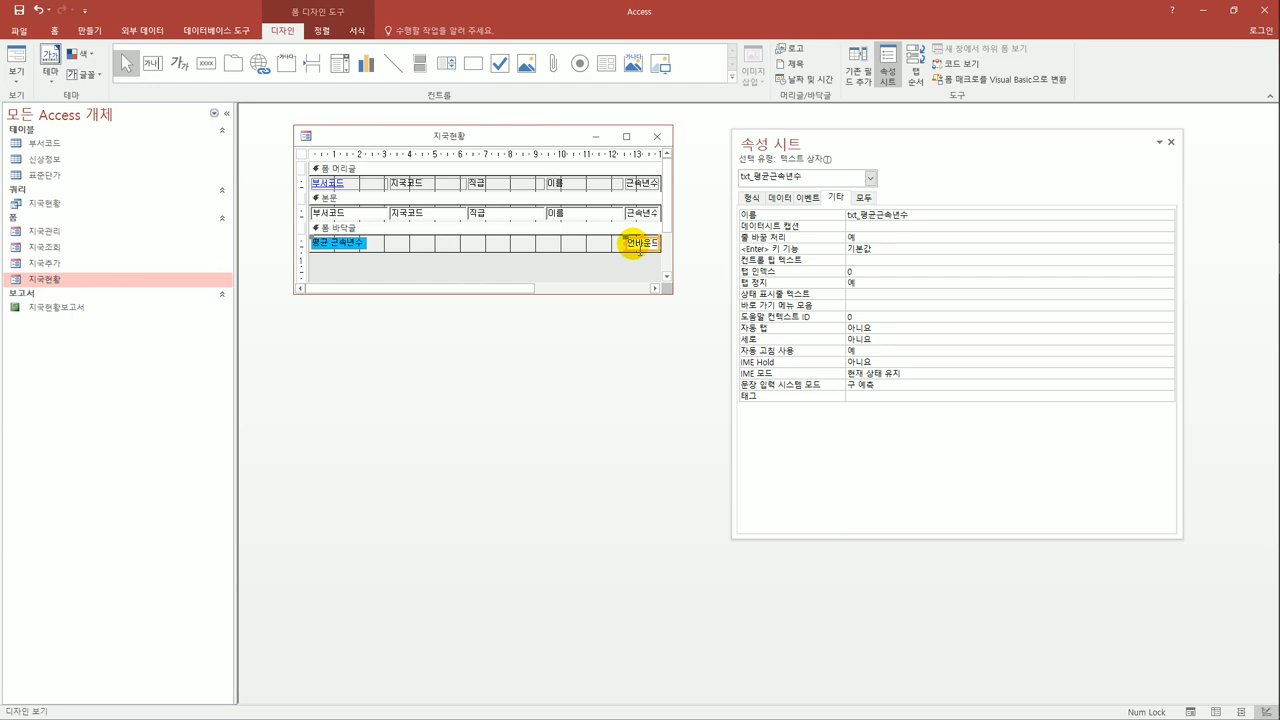 폼 디자인 도구
Access
?
파일 홈 만들기 외부 데이터 데이터베이스 도구 디자인 정렬 서식 수행할 작업을 알려 주세요. 로그인
보기
테마
색
글꼴
이미지 삽입
로고
제목
날짜 및 시간
기존 필드 추가
속성 시트
탭 순서
새 창에서 하위 폼 보기
코드 보기
폼 매크로를 Visual Basic으로 변환
보기 테마 컨트롤 머리글/바닥글 도구
모든 Access 개체
테이블
부서코드
신상정보
표준단가
쿼리
지국현황
폼
지국관리
지국조회
지국추가
지국현황
보고서
지국현황보고서
지국현황
1 2 3 4 5 6 7 8 9 10 11 12 13 1
폼 머리글
부서코드 지국코드 직급 이름 근속년수
본문
부서코드 지국코드 직급 이름 근속년수
폼 바닥글
평균 근속년수 언바운드
속성 시트
선택 유형: 텍스트 상자(I)
txt_평균근속년수
형식 데이터 이벤트 기타 모두
이름 txt_평균근속년수
데이터시트 캡션
줄 바꿈 처리 예
<Enter> 키 기능 기본값
컨트롤 팁 텍스트
탭 인덱스 0
탭 정지 예
상태 표시줄 텍스트
바로 가기 메뉴 모음
도움말 컨텍스트 ID 0
자동 탭 아니요
세로 아니요
자동 고침 사용 예
IME Hold 아니요
IME 모드 현재 상태 유지
문장 입력 시스템 모드 구 예측
태그
디자인 보기
Num Lock